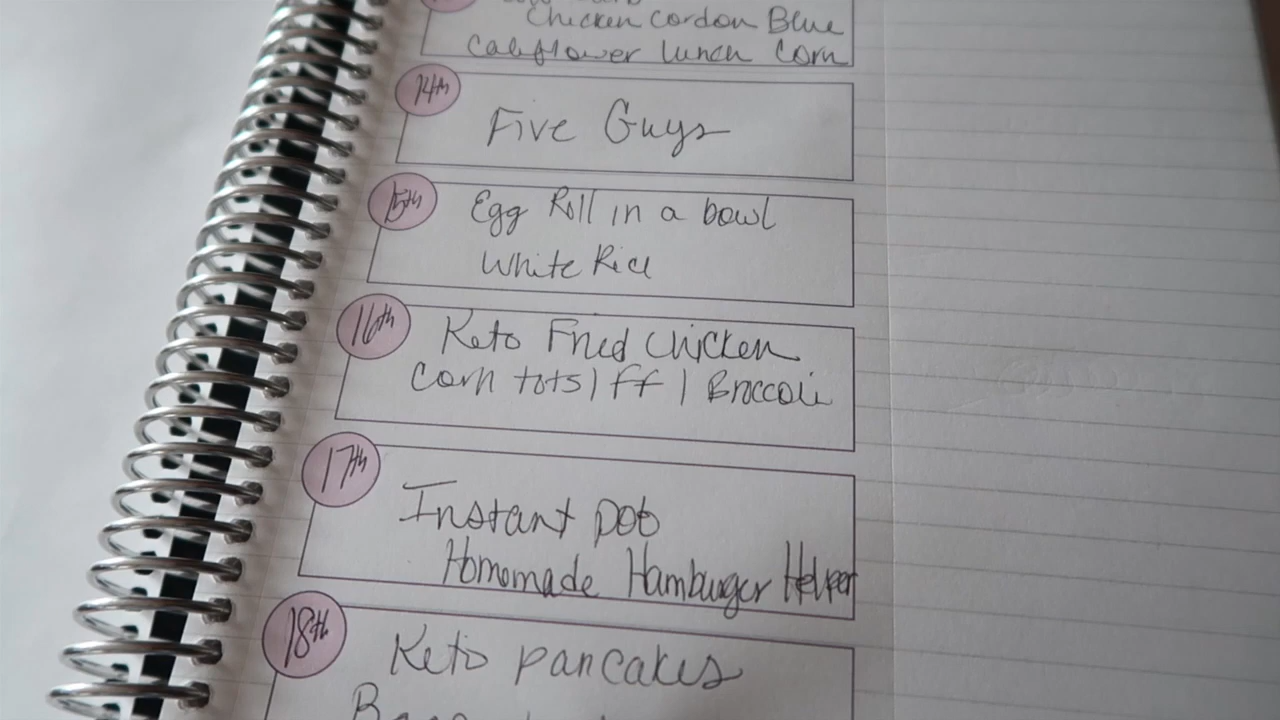 Chicken Cordon Blue
Califlower lunch Corn
14th
Five Guys
15th
Egg Roll in a bowl
White Rice
16th
Keto Fried Chicken
Corn tots | ff | Broccoli
17th
Instant Pot
Homemade Hamburger Helper
18th
Keto pancakes